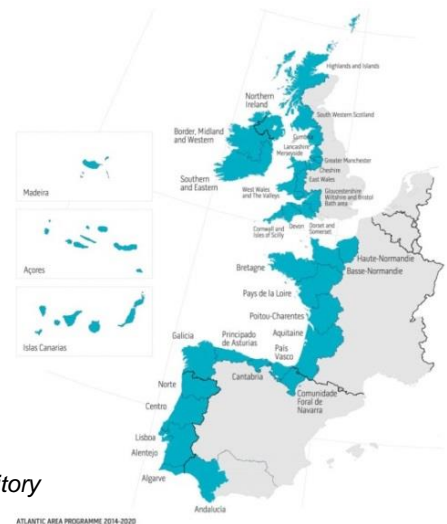 Highlands and Islands
Northern
Ireland
South Western Scotland
Border, Midland
and Western
Cumbria
Lancashire
Merseyside
Greater Manchester
Cheshire
East Wales
Southern
and Eastern
West Wales
and The Valleys
Gloucestershire
Wiltshire and Bristol
Bath area
Cornwall and
Isles of Scilly
Devon
Dorset and
Somerset
Madeira
Açores
Islas Canarias
Haute-Normandie
Basse-Normandie
Bretagne
Pays de la Loire
Poitou-Charentes
Aquitaine
País
Vasco
Principado
de Asturias
Galicia
Cantabria
Comunidade
Foral de
Navarra
Norte
Centro
Lisboa
Alentejo
Algarve
Andalucía
itory
ATLANTIC AREA PROGRAMME 2014-2020